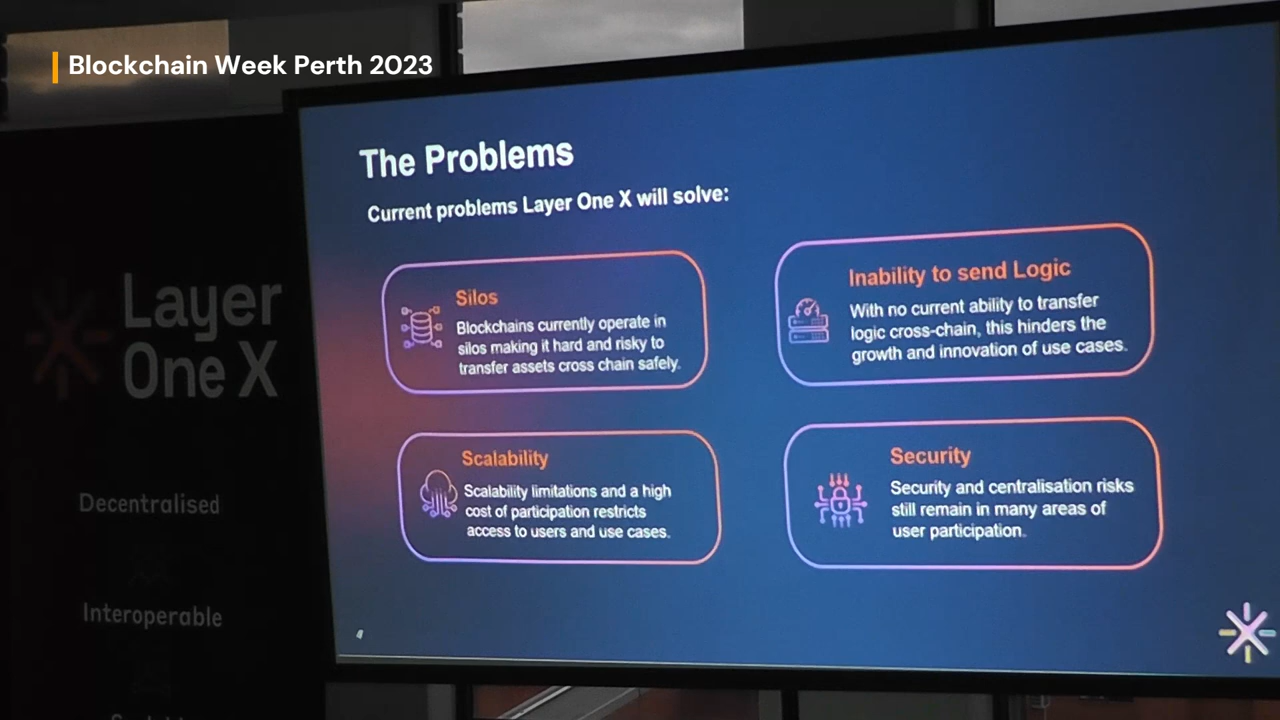 Blockchain Week Perth 2023
The Problems
Current problems Layer One X will solve:
Silos
Blockchains currently operate in
silos making it hard and risky to
transfer assets cross chain safely.
Inability to send Logic
With no current ability to transfer
logic cross-chain, this hinders the
growth and innovation of use cases.
Scalability
Scalability limitations and a high
cost of participation restricts
access to users and use cases.
Security
Security and centralisation risks
still remain in many areas of
user participation.
4
Layer
One X
Decentralised
Interoperable